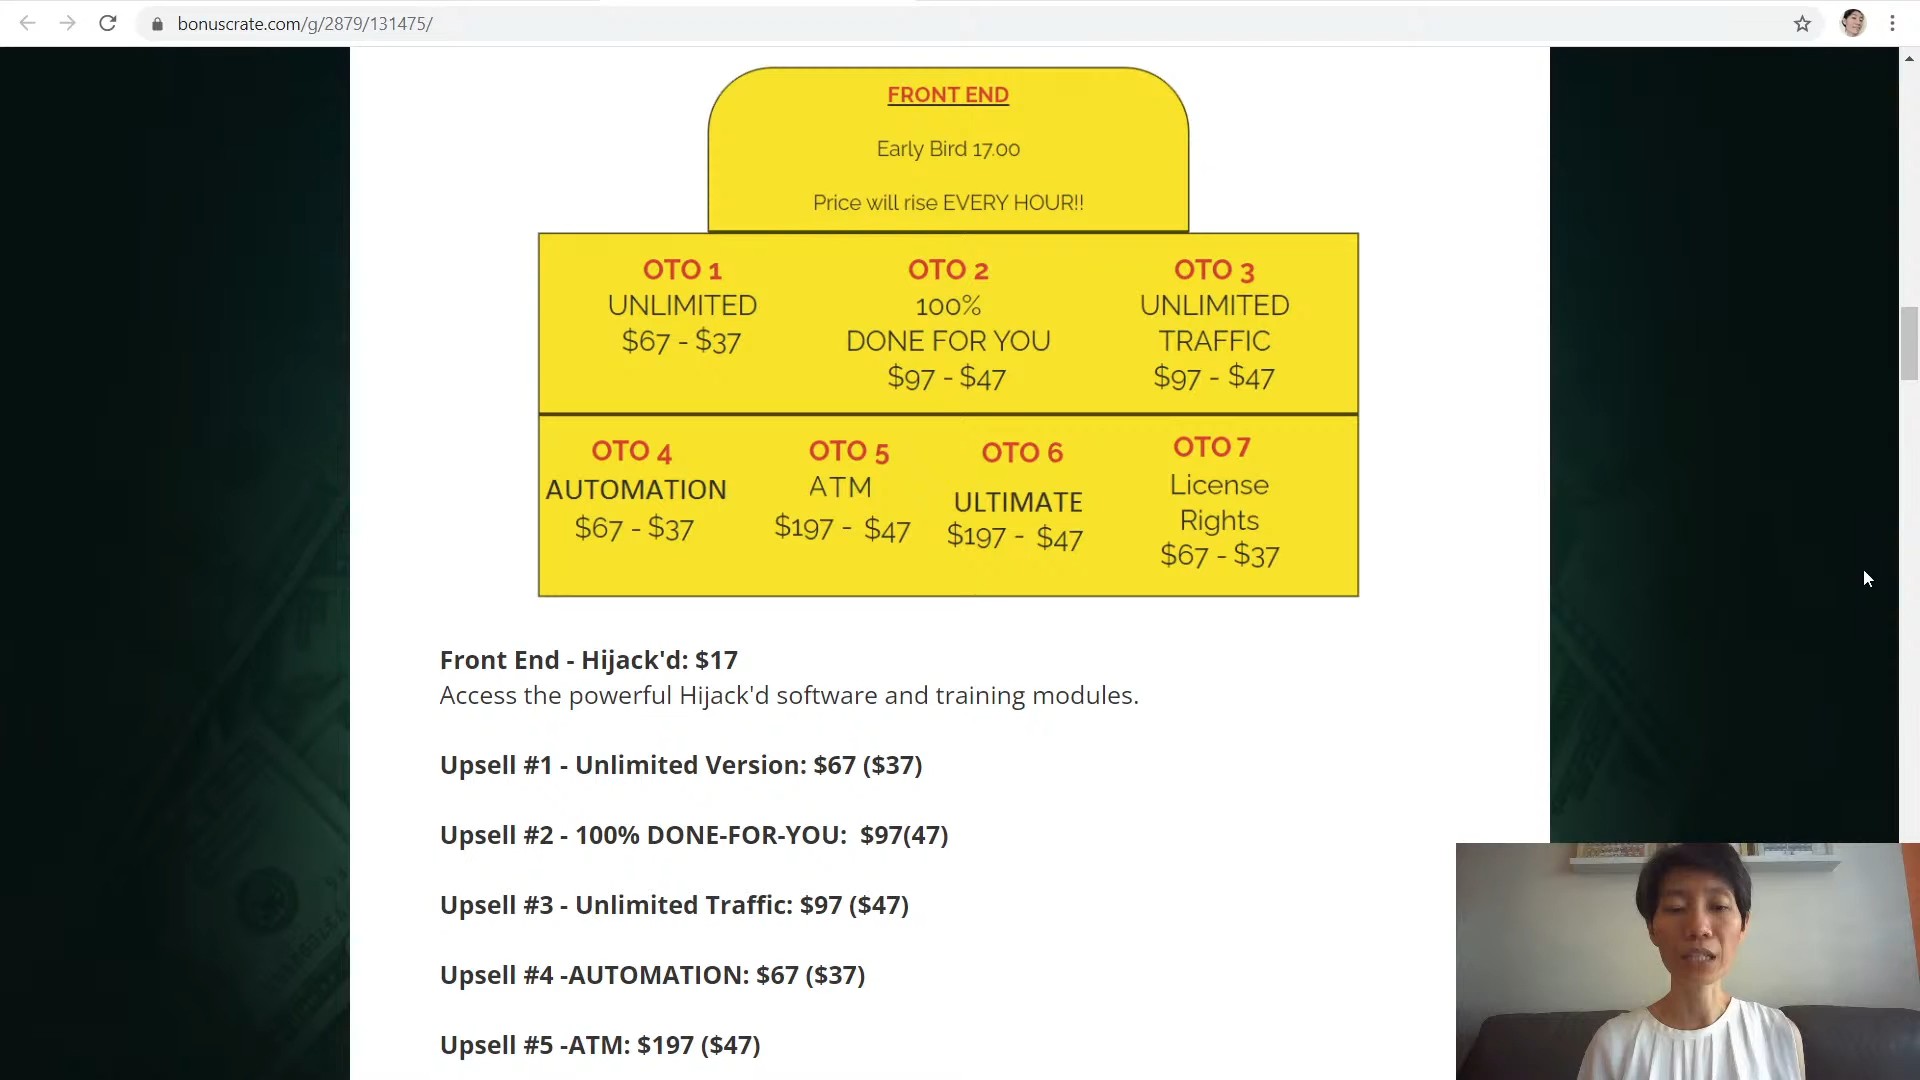 bonuscrate.com/g/2879/131475/
FRONT END
Early Bird 17.00
Price will rise EVERY HOUR!!
OTO 1
UNLIMITED
$67 - $37
OTO 2
100%
DONE FOR YOU
$97 - $47
OTO 3
UNLIMITED
TRAFFIC
$97 - $47
OTO 4
AUTOMATION
$67 - $37
OTO 5
ATM
$197 - $47
OTO 6
ULTIMATE
$197 - $47
OTO 7
License
Rights
$67 - $37
Front End - Hijack'd: $17
Access the powerful Hijack'd software and training modules.
Upsell #1 - Unlimited Version: $67 ($37)
Upsell #2 - 100% DONE-FOR-YOU:  $97(47)
Upsell #3 - Unlimited Traffic: $97 ($47)
Upsell #4 -AUTOMATION: $67 ($37)
Upsell #5 -ATM: $197 ($47)